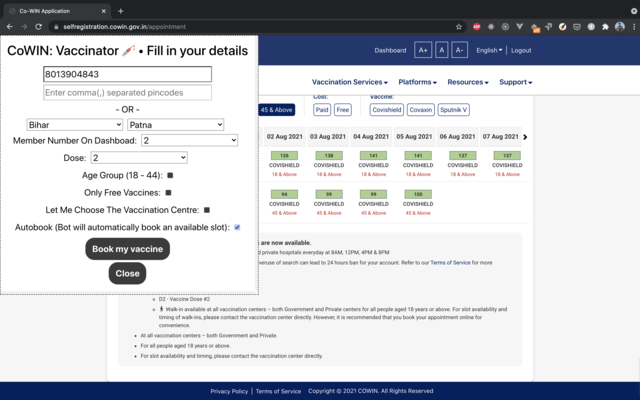 Co-WIN Application
selfregistration.cowin.gov.in/appointment
CoWIN: Vaccinator 💉 • Fill in your details
8013904843
Enter comma(,) separated pincodes
- OR -
Bihar
Patna
Member Number On Dashboad: 2
Dose: 2
Age Group (18 - 44):
Only Free Vaccines:
Let Me Choose The Vaccination Centre:
Autobook (Bot will automatically book an available slot):
Book my vaccine
Close
Dashboard A+ A A- English Logout
Vaccination Services Platforms Resources Support
Cost: Vaccine:
45 & Above Paid Free Covishield Covaxin Sputnik V
02 Aug 2021 03 Aug 2021 04 Aug 2021 05 Aug 2021 06 Aug 2021 07 Aug 2021
126 138 141 141 137 137
COVISHIELD COVISHIELD COVISHIELD COVISHIELD COVISHIELD COVISHIELD
18 & Above 18 & Above 18 & Above 18 & Above 18 & Above 18 & Above
94 99 99 100
COVISHIELD COVISHIELD COVISHIELD COVISHIELD
45 & Above 45 & Above 45 & Above 45 & Above
are now available.
d private hospitals everyday at 8AM, 12PM, 4PM & 8PM
veruse of search can lead to 24 hours ban for your account. Refer to our Terms of Service for more
D2 - Vaccine Dose #2
Walk-in available at all vaccination centers – both Government and Private centers for all people aged 18 years or above. For slot availability
and timing of walk-ins, please contact the vaccination center directly. However, it is recommended that you book your appointment online for
convenience.
At all vaccination centers – both Government and Private.
For all people aged 18 years or above.
For slot availability and timing, please contact the vaccination center directly.
Privacy Policy | Terms of Service Copyright © 2021 COWIN. All Rights Reserved